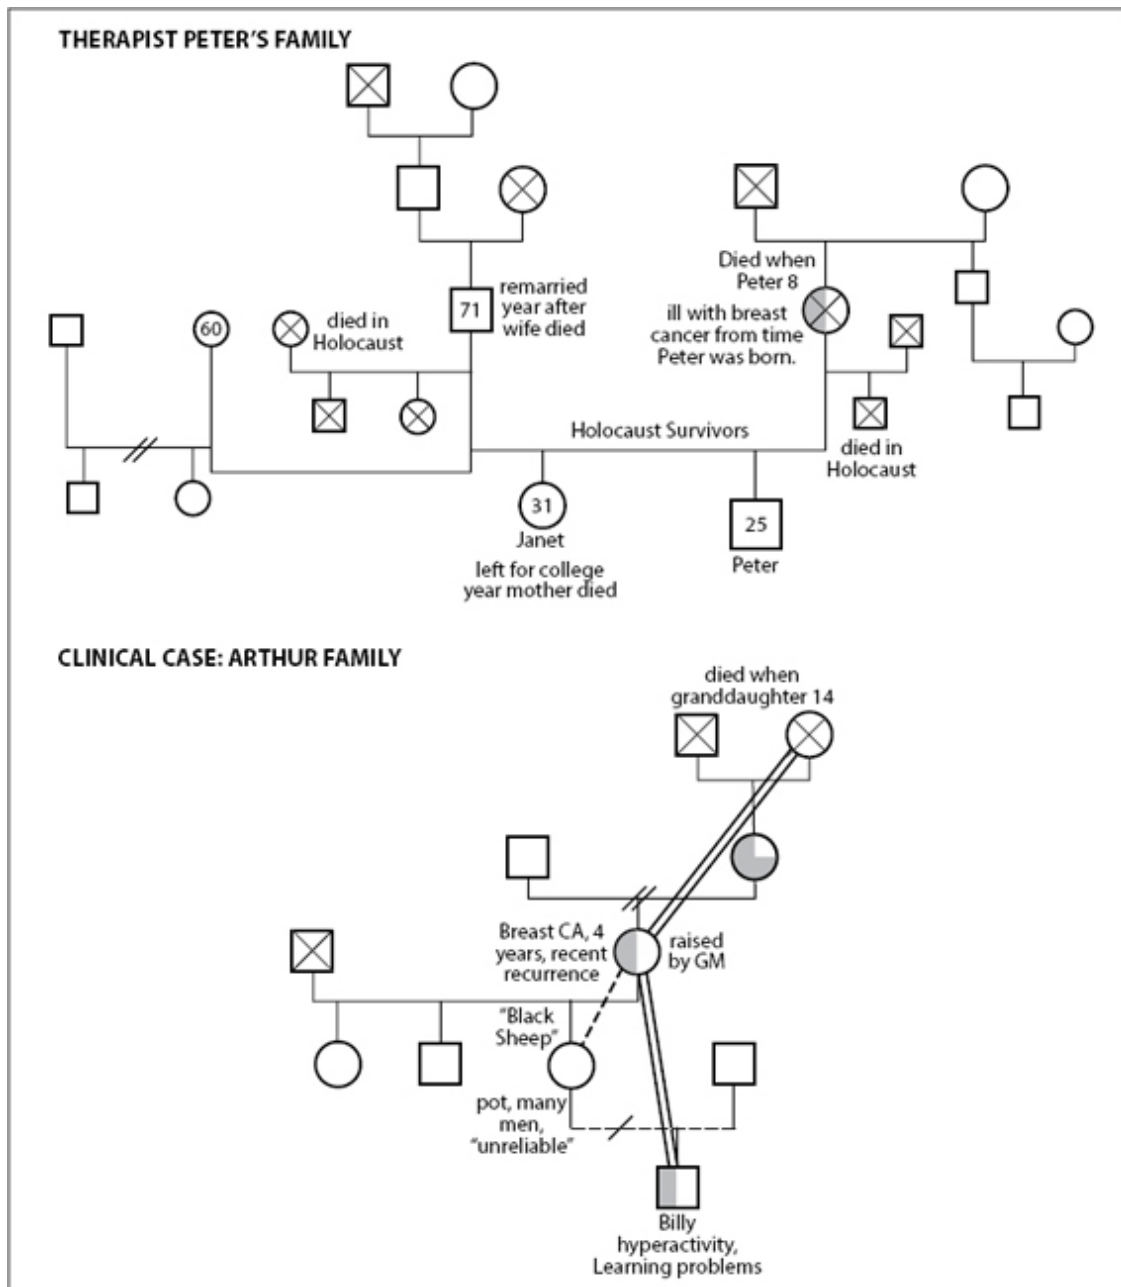 THERAPIST PETER'S FAMILY
Died when
Peter 8
71
remarried
year after
wife died
ill with breast
cancer from time
Peter was born.
60
died in
Holocaust
Holocaust Survivors
died in
Holocaust
31
Janet
left for college
year mother died
25
Peter
CLINICAL CASE: ARTHUR FAMILY
died when
granddaughter 14
Breast CA, 4
years, recent
recurrence
raised
by GM
"Black
Sheep"
pot, many
men,
"unreliable"
Billy
hyperactivity,
Learning problems